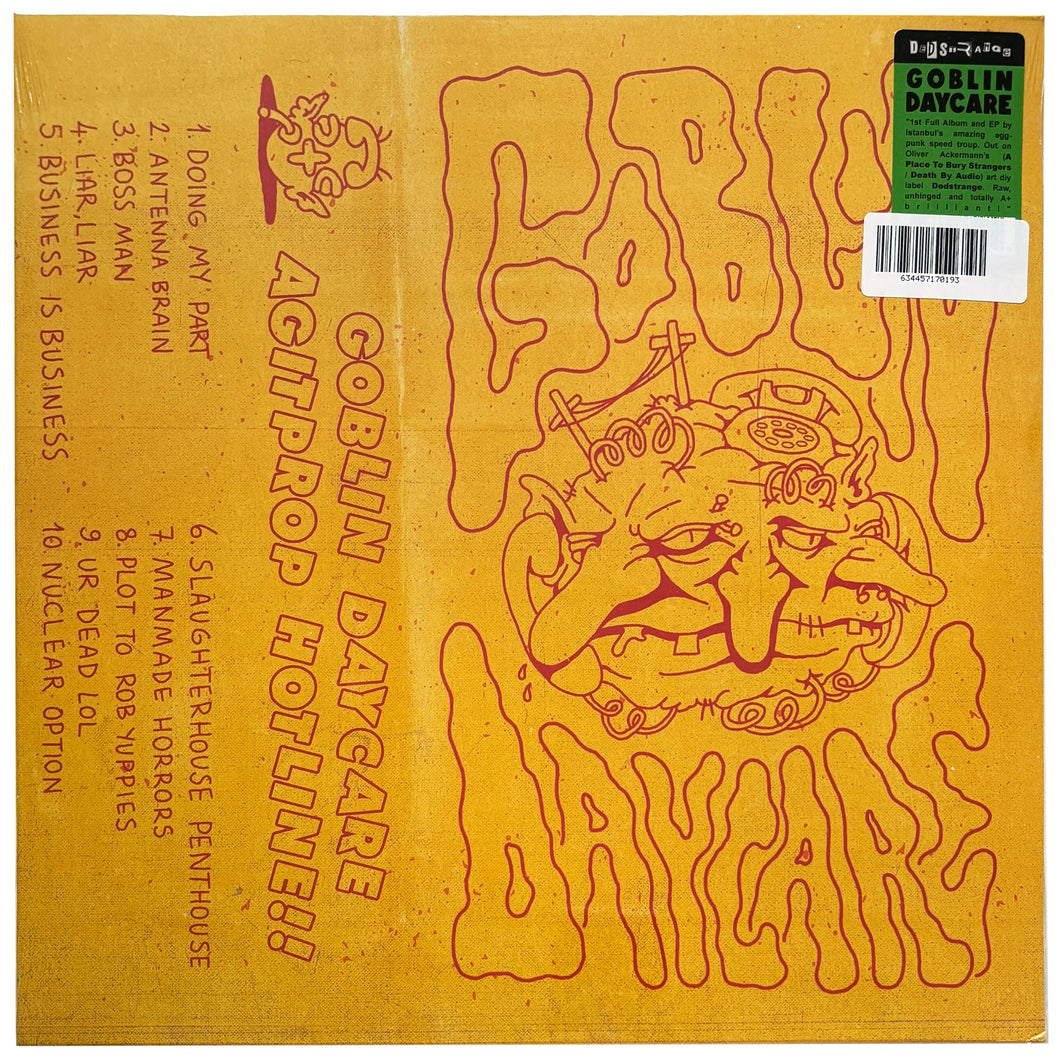 DEDSTRANGE
GOBLIN
DAYCARE
"1st Full Album and EP by
Istanbul's amazing egg-
punk speed troup, Out on
Oliver Ackermann's (A
Place To Bury Strangers
/ Death By Audio) art diy
label Dedstrange. Raw,
unhinged and totally A+
brilliant!"
634457170193
GOBLIN
DAYCARE
GOBLIN DAYCARE
AGITPROP HOTLINE!!!
1. DOING MY PART
2. ANTENNA BRAIN
3. BOSS MAN
4. LIAR, LIAR
5. BUSINESS IS BUSINESS
6. SLAUGHTERHOUSE PENTHOUSE
7. MANMADE HORRORS
8. PLOT TO ROB YUPPIES
9. UR DEAD LOL
10. NUCLEAR OPTION